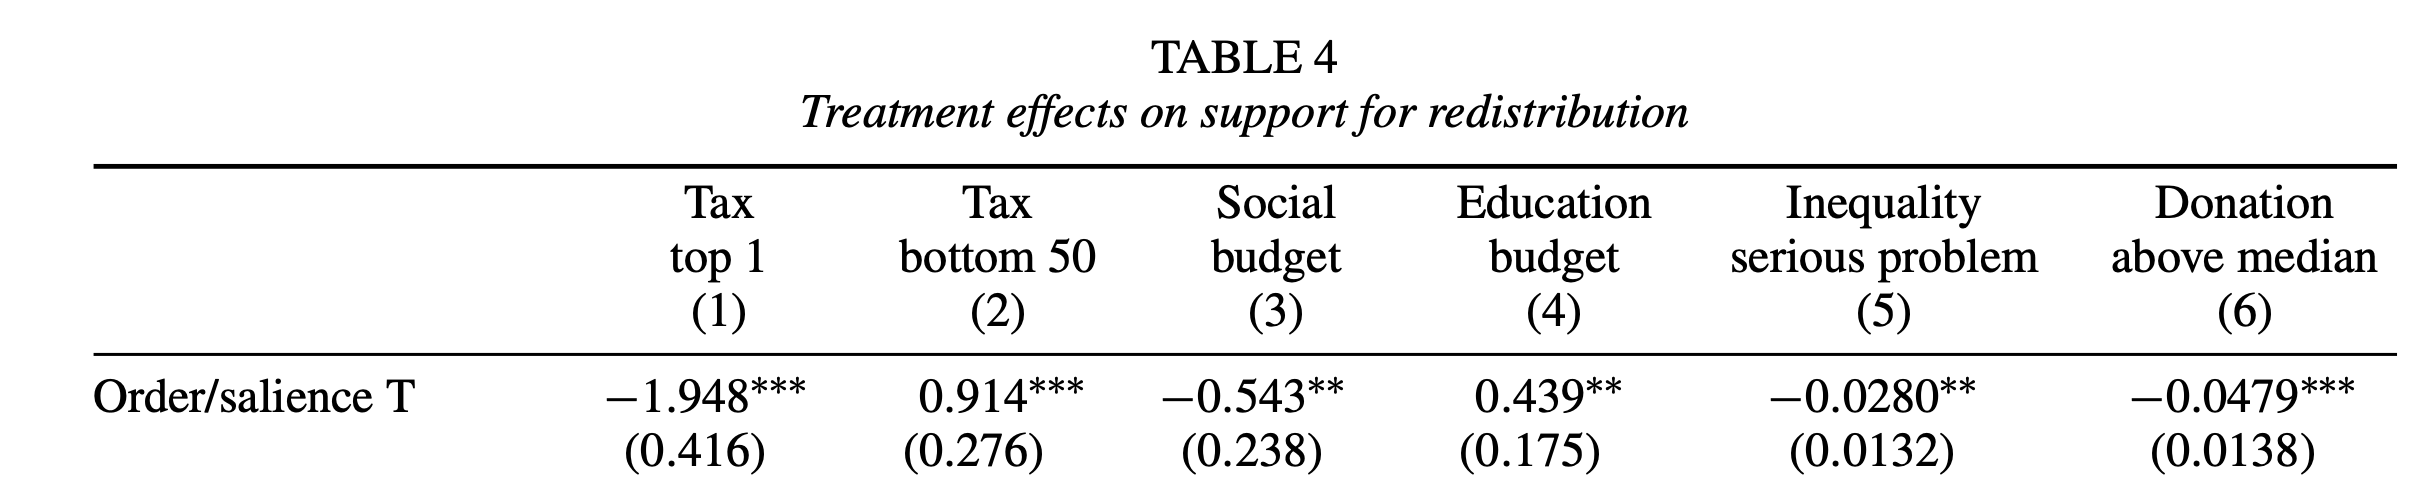 TABLE 4
Treatment effects on support for redistribution
Tax Tax Social Education Inequality Donation
top 1 bottom 50 budget budget serious problem above median
(1) (2) (3) (4) (5) (6)
Order/salience T −1.948*** 0.914*** −0.543** 0.439** −0.0280** −0.0479***
(0.416) (0.276) (0.238) (0.175) (0.0132) (0.0138)